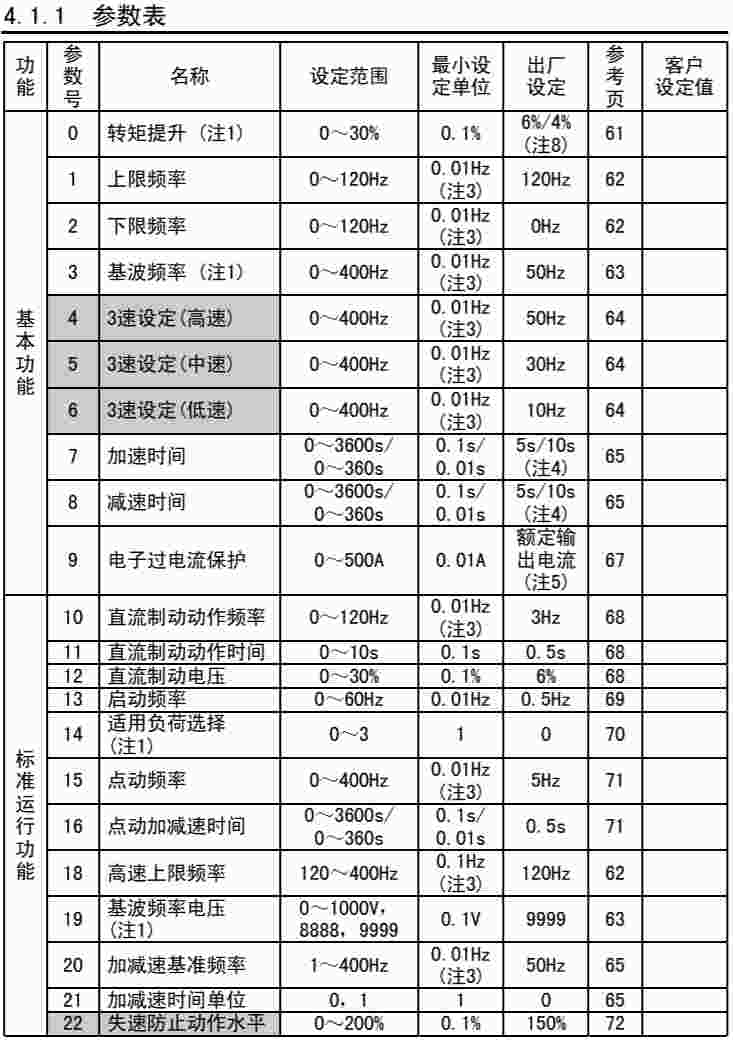 4.1.1 参数表
功能 参数号 名称 设定范围 最小设定单位 出厂设定 参考页 客户设定值
基本功能
0 转矩提升 (注1) 0～30% 0.1% 6%/4% (注8) 61
1 上限频率 0～120Hz 0.01Hz (注3) 120Hz 62
2 下限频率 0～120Hz 0.01Hz (注3) 0Hz 62
3 基波频率 (注1) 0～400Hz 0.01Hz (注3) 50Hz 63
4 3速设定(高速) 0～400Hz 0.01Hz (注3) 50Hz 64
5 3速设定(中速) 0～400Hz 0.01Hz (注3) 30Hz 64
6 3速设定(低速) 0～400Hz 0.01Hz (注3) 10Hz 64
7 加速时间 0～3600s/ 0～360s 0.1s/ 0.01s 5s/10s (注4) 65
8 减速时间 0～3600s/ 0～360s 0.1s/ 0.01s 5s/10s (注4) 65
9 电子过电流保护 0～500A 0.01A 额定输出电流 (注5) 67
标准运行功能
10 直流制动动作频率 0～120Hz 0.01Hz (注3) 3Hz 68
11 直流制动动作时间 0～10s 0.1s 0.5s 68
12 直流制动电压 0～30% 0.1% 6% 68
13 启动频率 0～60Hz 0.01Hz 0.5Hz 69
14 适用负荷选择 (注1) 0～3 1 0 70
15 点动频率 0～400Hz 0.01Hz (注3) 5Hz 71
16 点动加减速时间 0～3600s/ 0～360s 0.1s/ 0.01s 0.5s 71
18 高速上限频率 120～400Hz 0.1Hz (注3) 120Hz 62
19 基波频率电压 (注1) 0～1000V, 8888, 9999 0.1V 9999 63
20 加减速基准频率 1～400Hz 0.01Hz (注3) 50Hz 65
21 加减速时间单位 0, 1 1 0 65
22 失速防止动作水平 0～200% 0.1% 150% 72